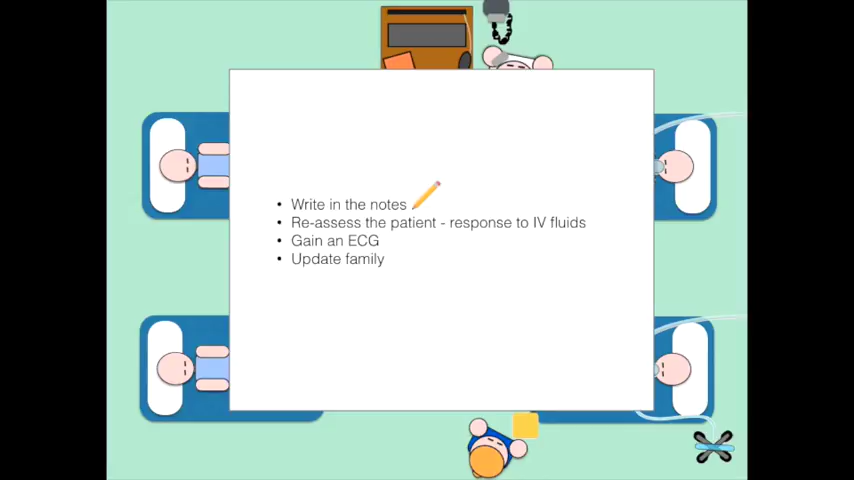 • Write in the notes
• Re-assess the patient - response to IV fluids
• Gain an ECG
• Update family